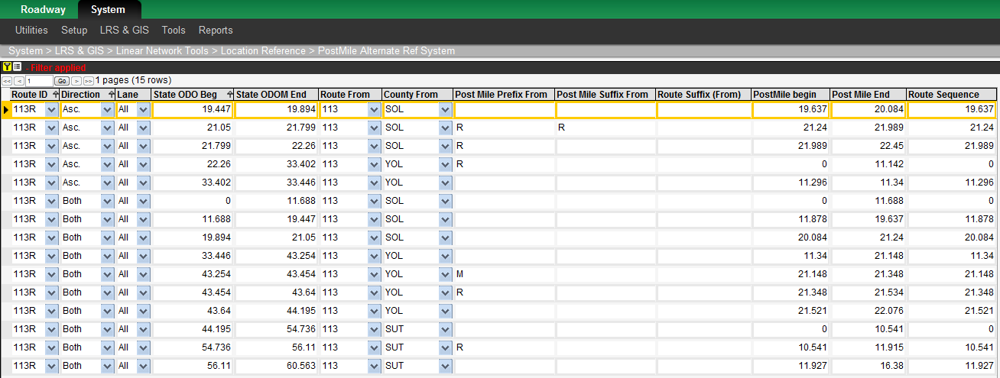 Roadway System
Utilities Setup LRS & GIS Tools Reports
System > LRS & GIS > Linear Network Tools > Location Reference > PostMile Alternate Ref System
- Filter applied
<< < 1 Go > >> 1 pages (15 rows)
Route ID Direction Lane State ODO Beg State ODOM End Route From County From Post Mile Prefix From Post Mile Suffix From Route Suffix (From) PostMile begin Post Mile End Route Sequence
113R Asc. All 19.447 19.894 113 SOL 19.637 20.084 19.637
113R Asc. All 21.05 21.799 113 SOL R R 21.24 21.989 21.24
113R Asc. All 21.799 22.26 113 SOL R 21.989 22.45 21.989
113R Asc. All 22.26 33.402 113 YOL R 0 11.142 0
113R Asc. All 33.402 33.446 113 YOL 11.296 11.34 11.296
113R Both All 0 11.688 113 SOL 0 11.688 0
113R Both All 11.688 19.447 113 SOL 11.878 19.637 11.878
113R Both All 19.894 21.05 113 SOL 20.084 21.24 20.084
113R Both All 33.446 43.254 113 YOL 11.34 21.148 11.34
113R Both All 43.254 43.454 113 YOL M 21.148 21.348 21.148
113R Both All 43.454 43.64 113 YOL R 21.348 21.534 21.348
113R Both All 43.64 44.195 113 YOL 21.521 22.076 21.521
113R Both All 44.195 54.736 113 SUT 0 10.541 0
113R Both All 54.736 56.11 113 SUT R 10.541 11.915 10.541
113R Both All 56.11 60.563 113 SUT 11.927 16.38 11.927